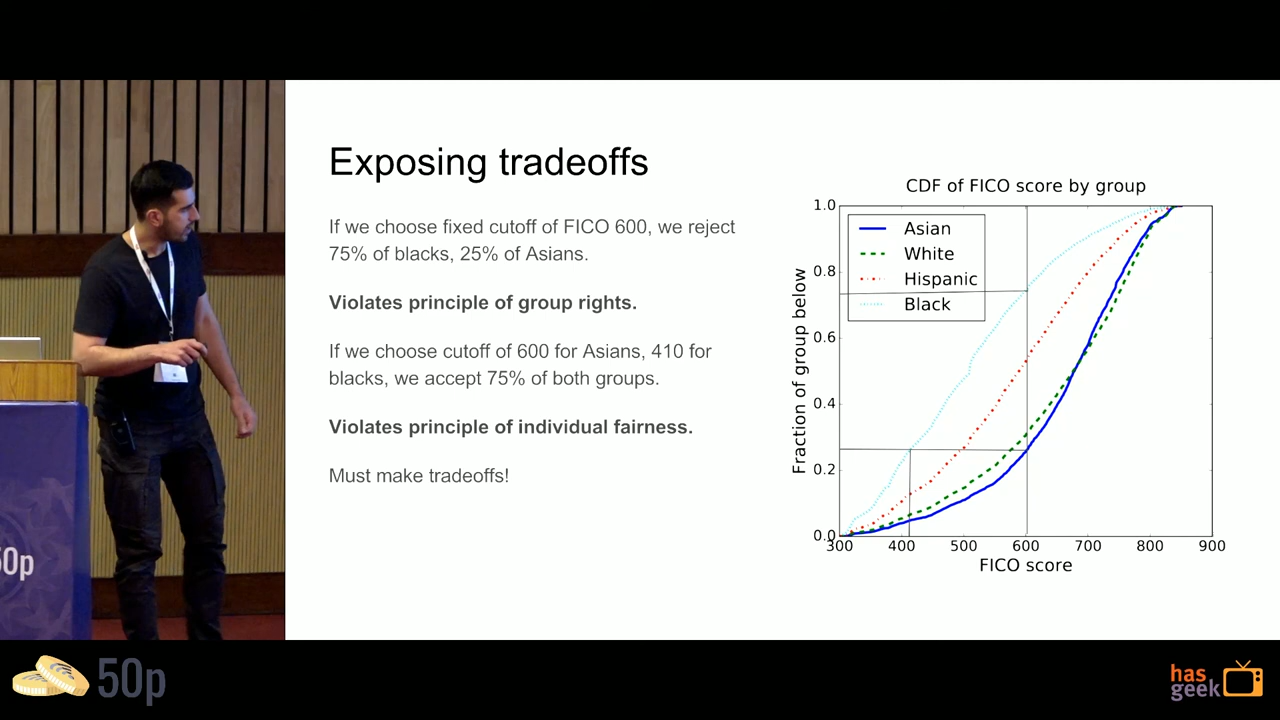 Exposing tradeoffs
If we choose fixed cutoff of FICO 600, we reject
75% of blacks, 25% of Asians.
Violates principle of group rights.
If we choose cutoff of 600 for Asians, 410 for
blacks, we accept 75% of both groups.
Violates principle of individual fairness.
Must make tradeoffs!
CDF of FICO score by group
Asian
White
Hispanic
Black
Fraction of group below
1.0
0.8
0.6
0.4
0.2
0.0
300 400 500 600 700 800 900
FICO score
50p
50p
has
geek